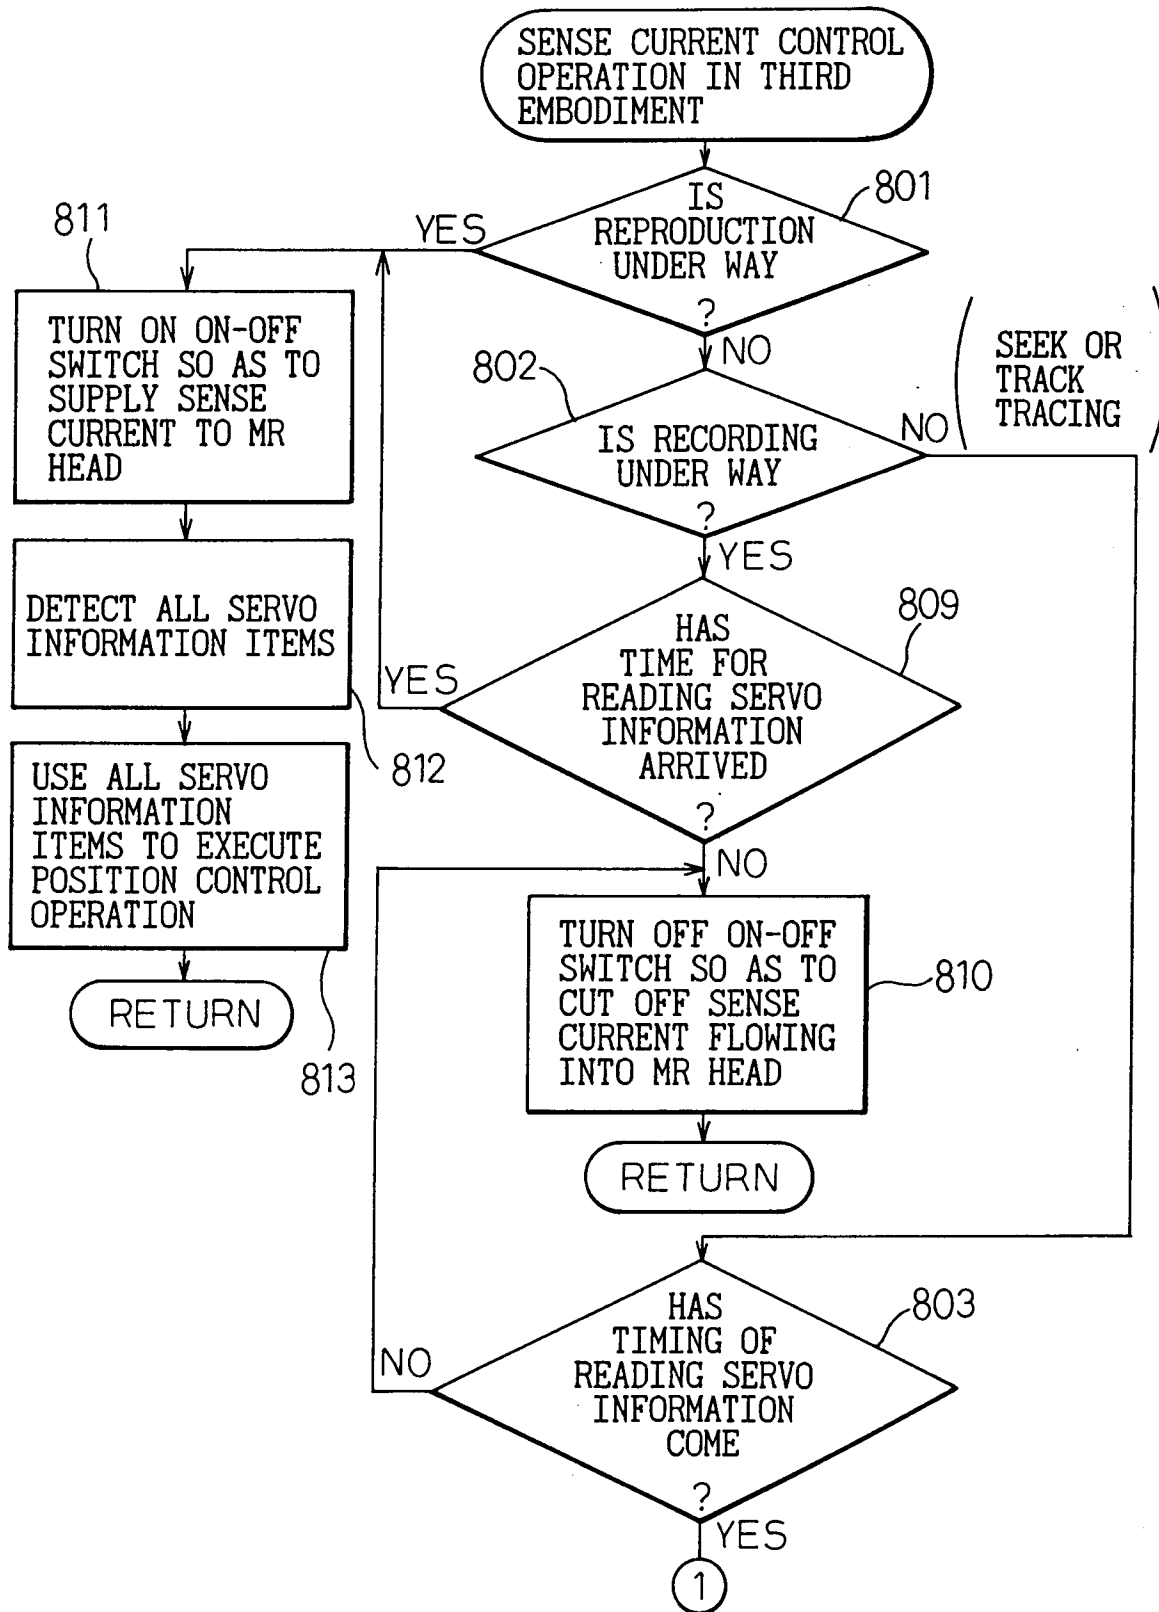 SENSE CURRENT CONTROL
OPERATION IN THIRD
EMBODIMENT
801
IS
REPRODUCTION
UNDER WAY
?
YES
NO
811
TURN ON ON-OFF
SWITCH SO AS TO
SUPPLY SENSE
CURRENT TO MR
HEAD
802
IS RECORDING
UNDER WAY
?
NO
(SEEK OR
TRACK
TRACING)
YES
DETECT ALL SERVO
INFORMATION ITEMS
812
809
HAS
TIME FOR
READING SERVO
INFORMATION
ARRIVED
?
YES
NO
USE ALL SERVO
INFORMATION
ITEMS TO EXECUTE
POSITION CONTROL
OPERATION
813
RETURN
TURN OFF ON-OFF
SWITCH SO AS TO
CUT OFF SENSE
CURRENT FLOWING
INTO MR HEAD
810
RETURN
803
HAS
TIMING OF
READING SERVO
INFORMATION
COME
?
NO
YES
1